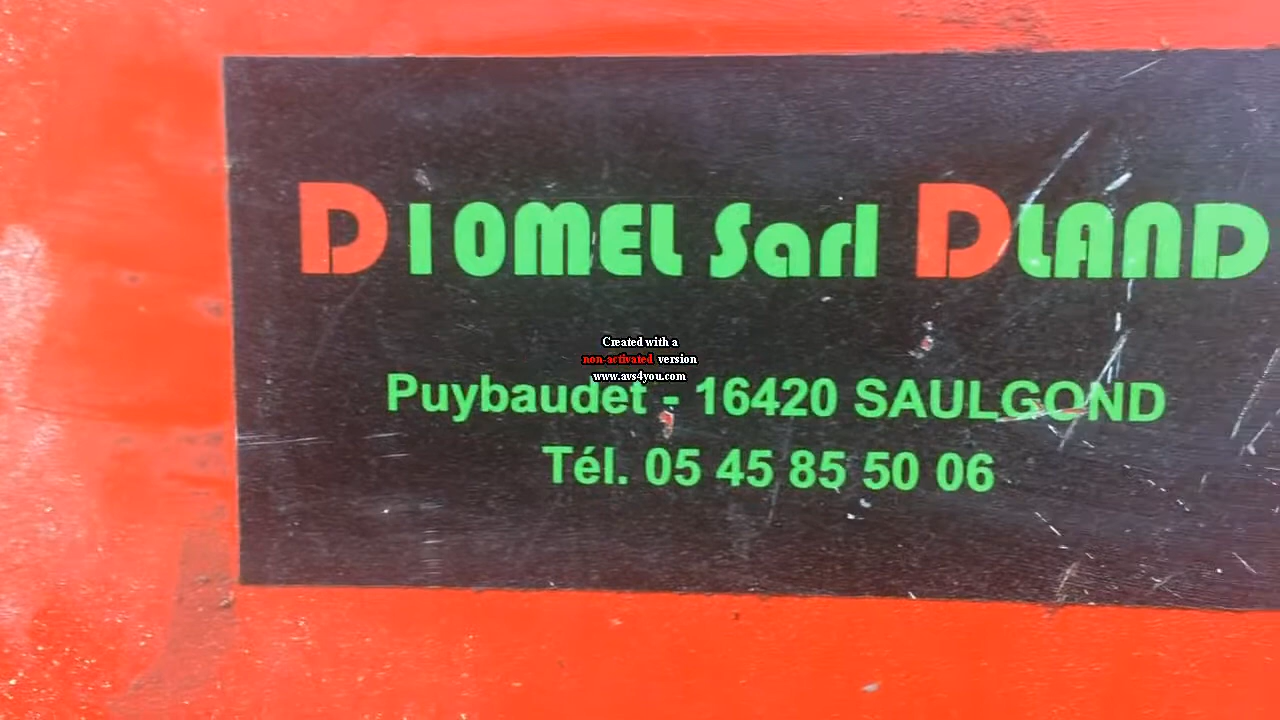 DIOMEL Sarl DLAND
Created with a
non-activated version
www.avs4you.com
Puybaudet - 16420 SAULGOND
Tél. 05 45 85 50 06